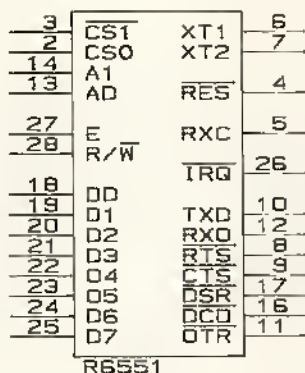 3 CS1 XT1 6
2 CS0 XT2 7
14 A1
13 AD RES 4
27 E RXC 5
28 R/W
IRQ 26
18 DD
19 D1 TXD 10
20 D2 RXD 12
21 D3 RTS 8
22 D4 CTS 9
23 D5 DSR 17
24 D6 DCD 16
25 D7 DTR 11
R6551